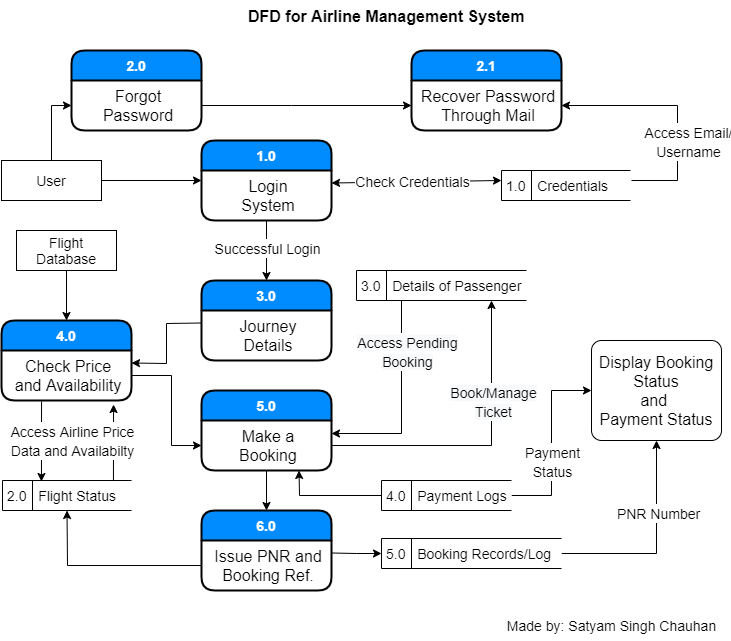 DFD for Airline Management System
2.0
Forgot
Password
2.1
Recover Password
Through Mail
Access Email/
Username
User
1.0
Login
System
Check Credentials
1.0 Credentials
Successful Login
Flight
Database
3.0
Journey
Details
3.0 Details of Passenger
4.0
Check Price
and Availability
Access Pending
Booking
Display Booking
Status
and
Payment Status
5.0
Make a
Booking
Book/Manage
Ticket
Access Airline Price
Data and Availabilty
Payment
Status
2.0 Flight Status
4.0 Payment Logs
PNR Number
6.0
Issue PNR and
Booking Ref.
5.0 Booking Records/Log
Made by: Satyam Singh Chauhan